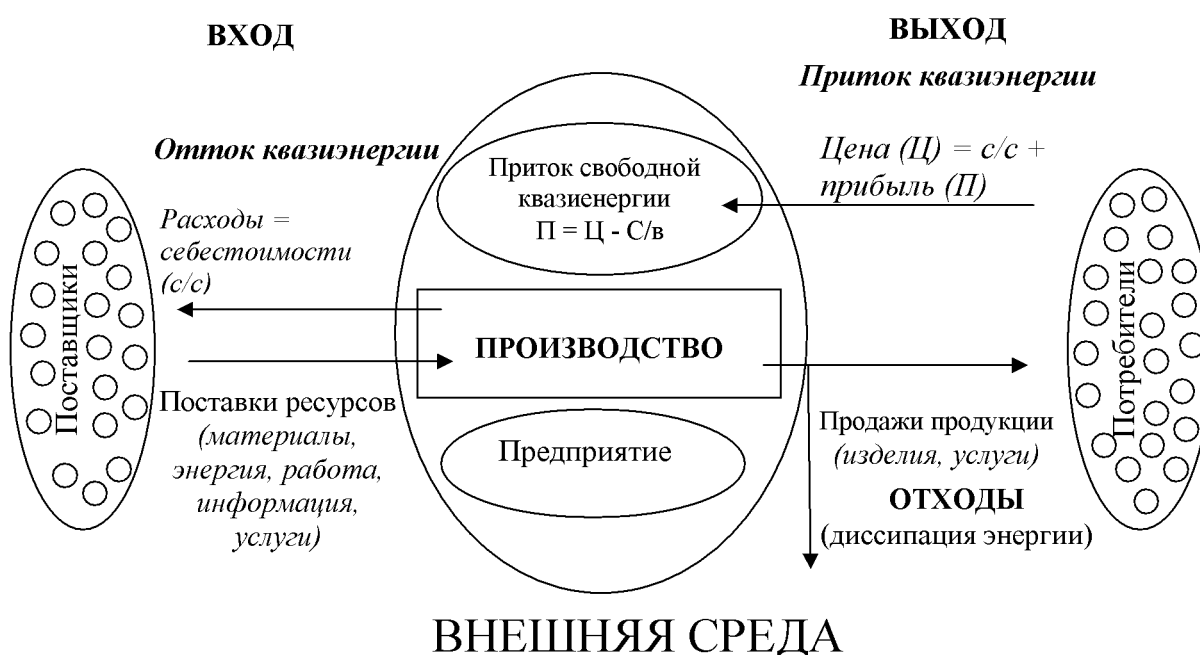 ВХОД
ВЫХОД
Приток квазиэнергии
Отток квазиэнергии
Цена (Ц) = с/с +
прибыль (П)
Приток свободной
квазиенергии
П = Ц - С/в
Расходы =
себестоимости
(с/с)
Поставщики
ПРОИЗВОДСТВО
Потребители
Поставки ресурсов
(материалы,
энергия, работа,
информация,
услуги)
Предприятие
Продажи продукции
(изделия, услуги)
ОТХОДЫ
(диссипация энергии)
ВНЕШНЯЯ СРЕДА